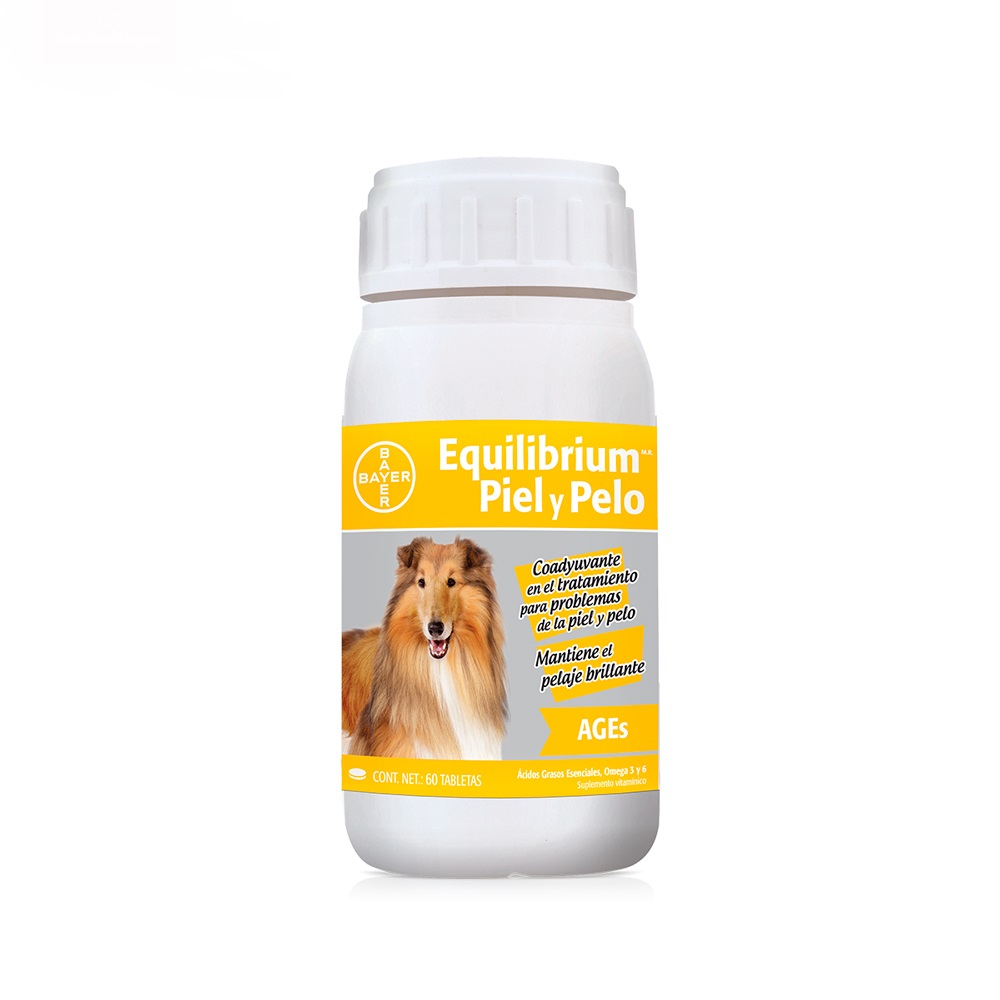 BAYER
BAYER
Equilibrium M.R.
Piel y Pelo
Coadyuvante
en el tratamiento
para problemas
de la piel y pelo
Mantiene el
pelaje brillante
AGEs
CONT. NET.: 60 TABLETAS
Ácidos Grasos Esenciales, Omega 3 y 6
Suplemento vitamínico